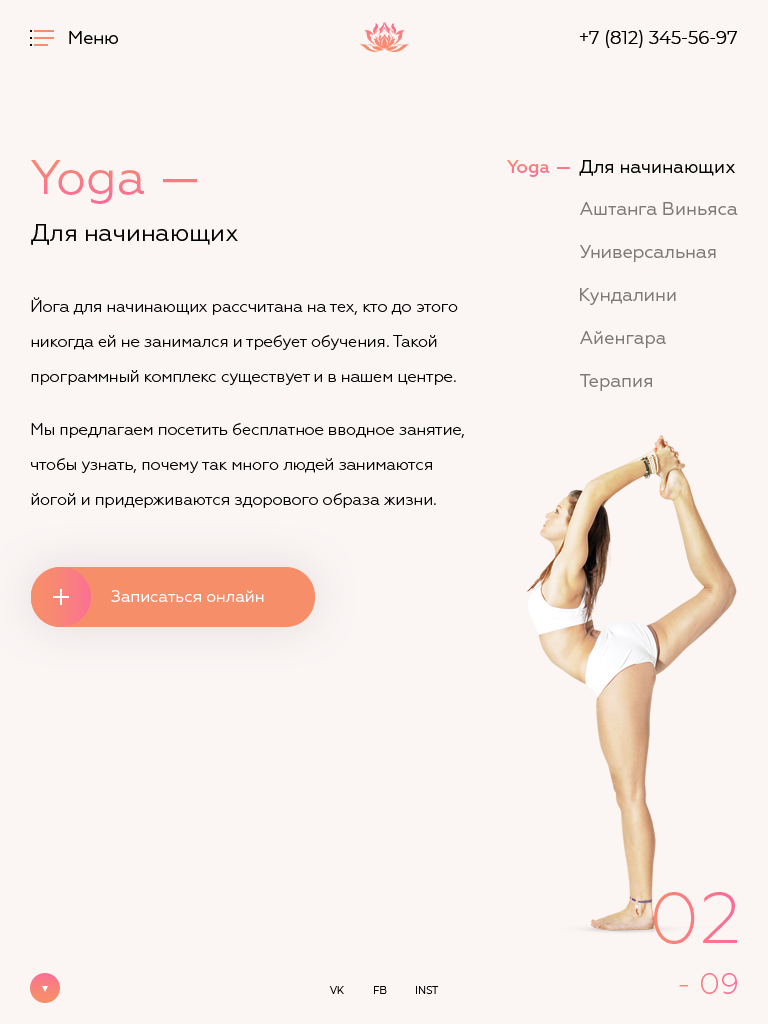 Меню
+7 (812) 345-56-97
Yoga —
Для начинающих
Йога для начинающих рассчитана на тех, кто до этого
никогда ей не занимался и требует обучения. Такой
программный комплекс существует и в нашем центре.
Мы предлагаем посетить бесплатное вводное занятие,
чтобы узнать, почему так много людей занимаются
йогой и придерживаются здорового образа жизни.
Записаться онлайн
Yoga — Для начинающих
Аштанга Виньяса
Универсальная
Кундалини
Айенгара
Терапия
02
- 09
VK FB INST